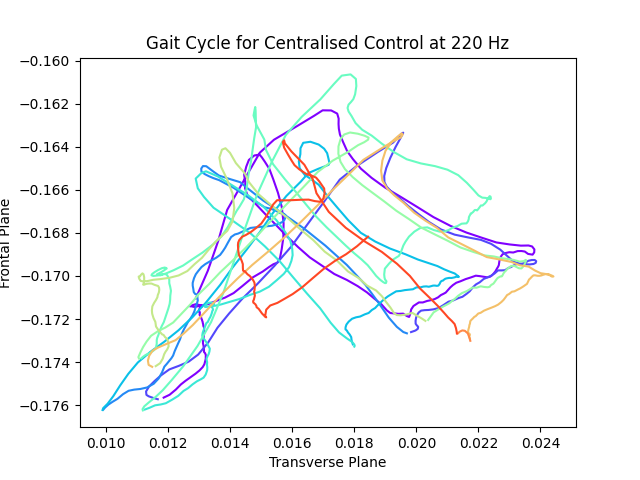 Gait Cycle for Centralised Control at 220 Hz
−0.160
−0.162
−0.164
−0.166
−0.168
−0.170
−0.172
−0.174
−0.176
Frontal Plane
0.010 0.012 0.014 0.016 0.018 0.020 0.022 0.024
Transverse Plane